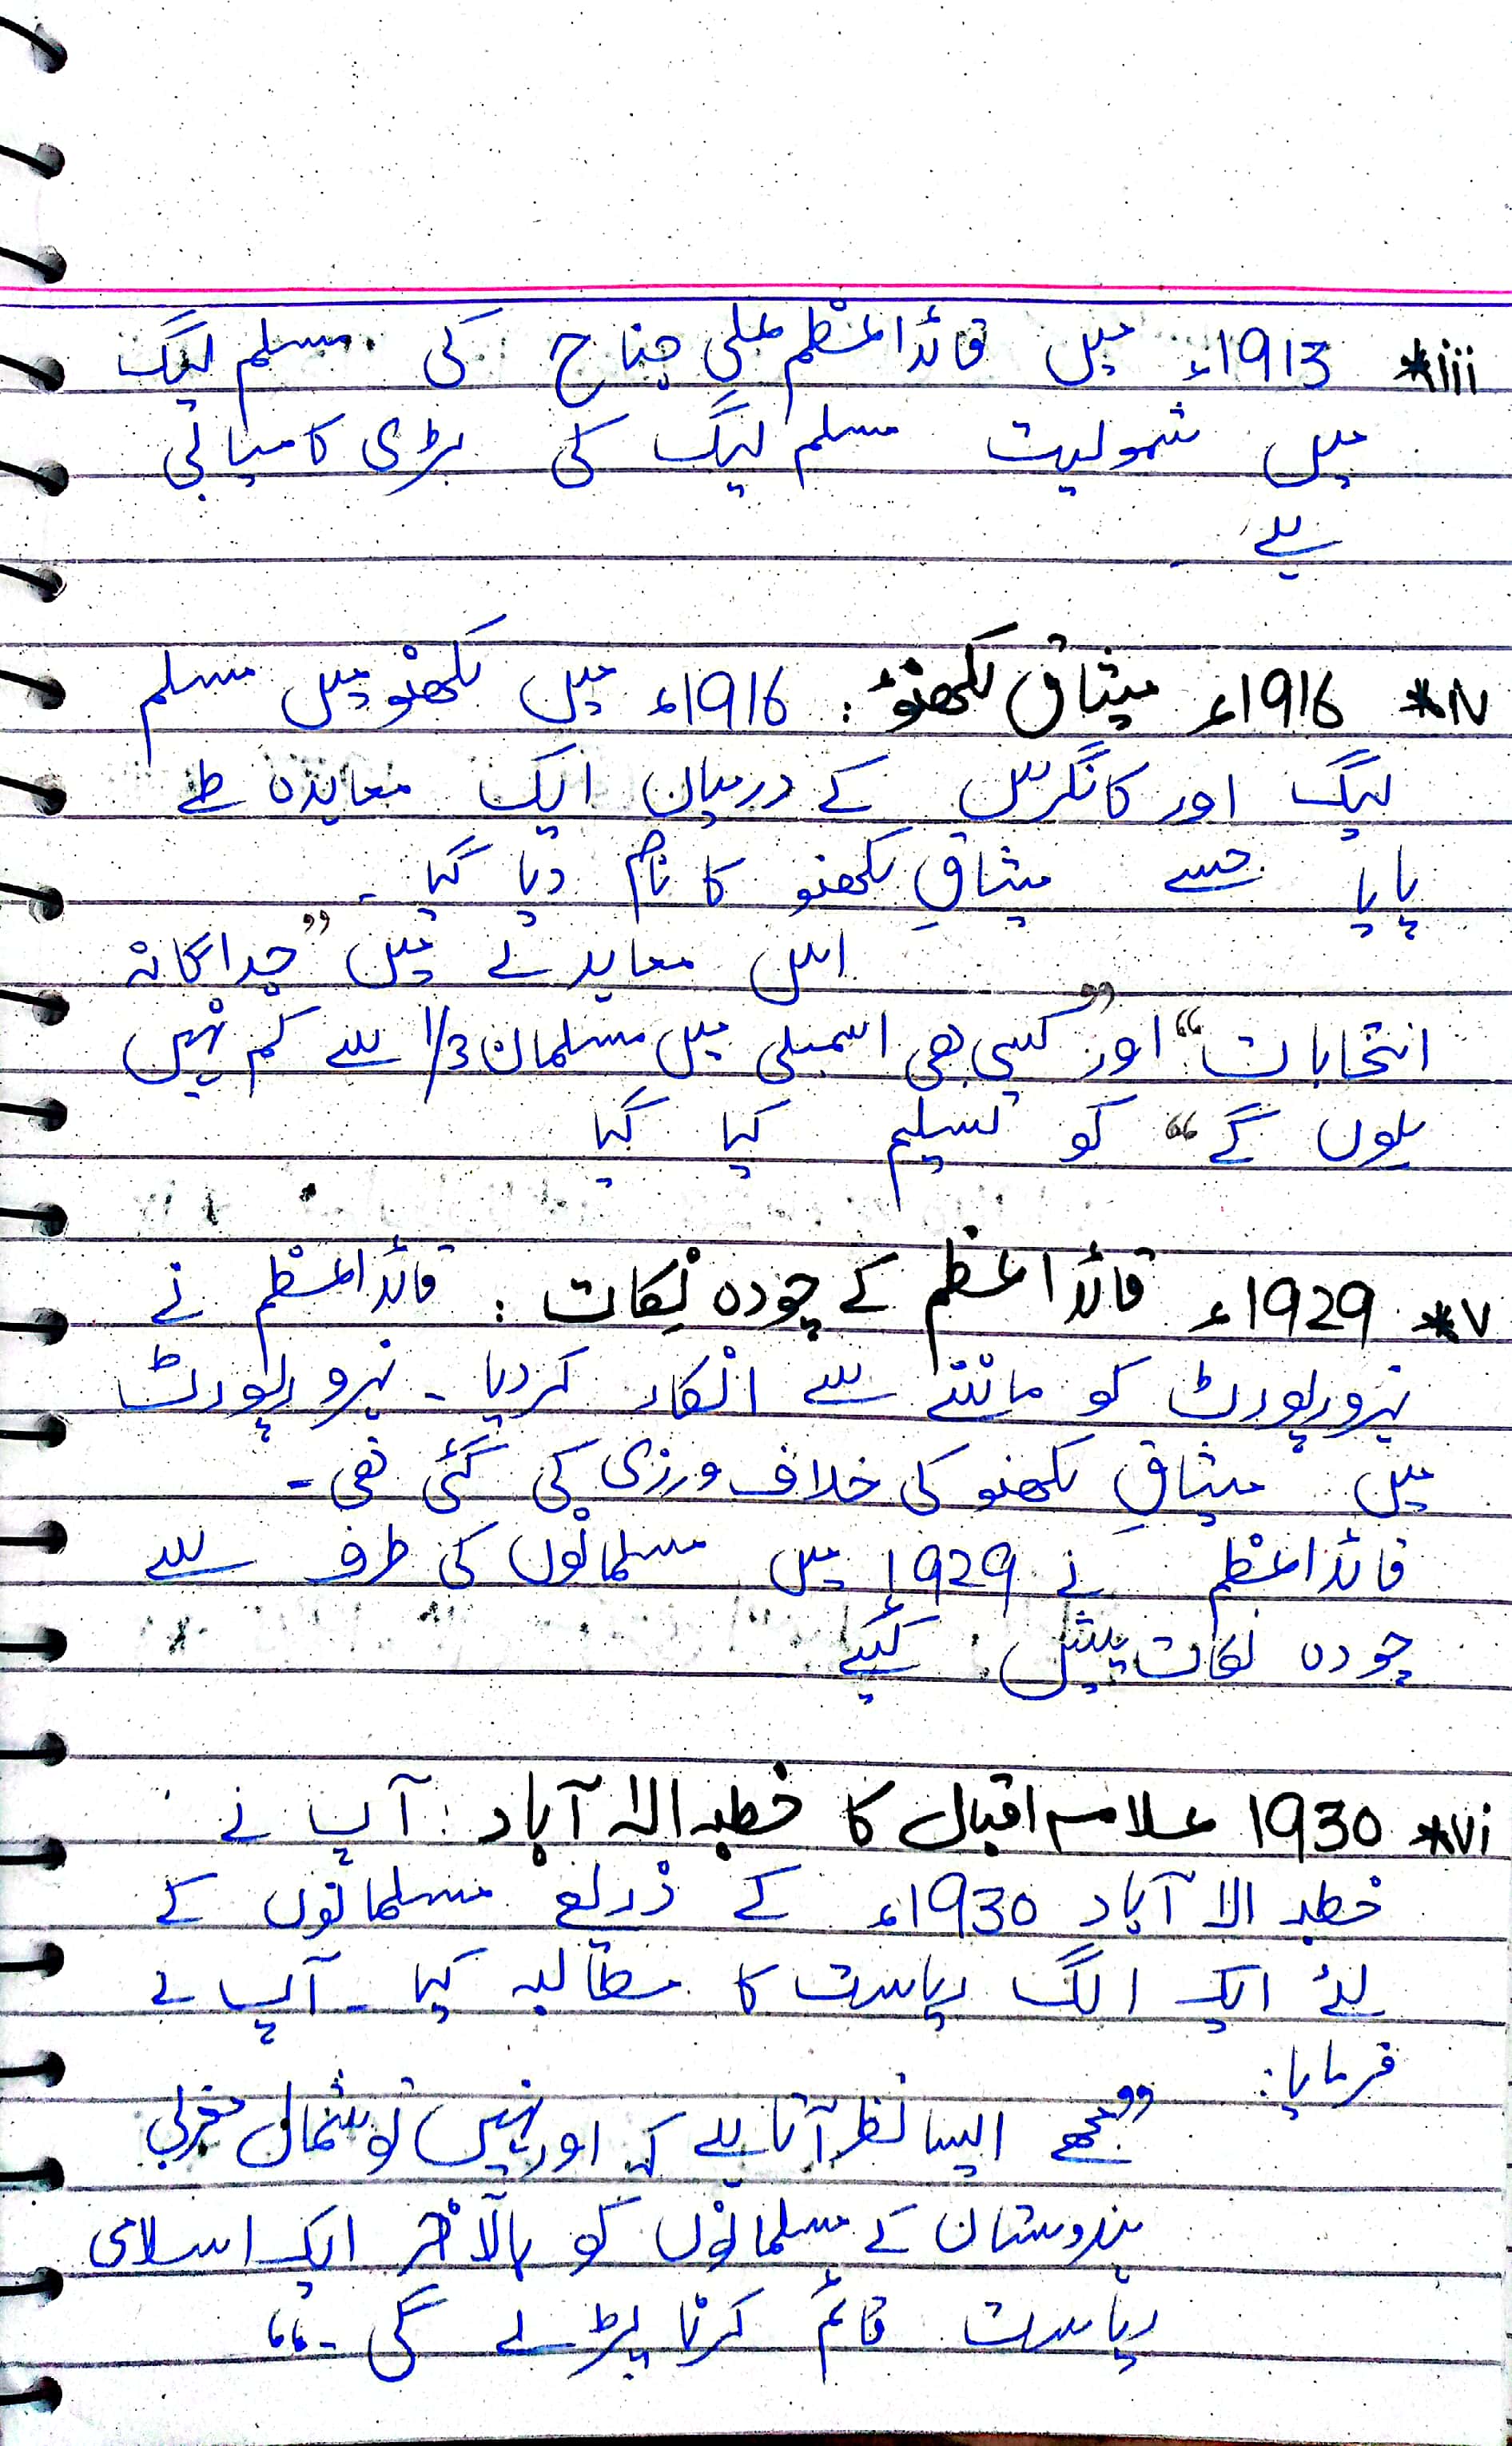 iii* 1913ء میں قائداعظم علی جناح کی مسلم لیگ
میں شمولیت مسلم لیگ کی بڑی کامیابی
ہے
iv* 1916ء میثاق لکھنؤ: 1916ء میں لکھنو میں مسلم
لیگ اور کانگرس کے درمیان ایک معاہدہ طے
پایا جسے میثاقِ لکھنو کا نام دیا گیا۔
اس معاہدے میں ”جداگانہ
انتخابات“ اور ”کسی بھی اسمبلی میں مسلمان 1/3 سے کم نہیں
ہوں گے“ کو تسلیم کیا گیا
v* 1929ء قائداعظم کے چودہ نِکات: قائداعظم نے
نہرورپورٹ کو ماننے سے انکار کردیا۔ نہرو رپورٹ
میں میثاقِ لکھنو کی خلاف ورزی کی گئی تھی۔
قائداعظم نے 1929 میں مسلمانوں کی طرف سے
چودہ نکات پیش کیے
vi* 1930 علامہ اقبال کا خطبہ الہ آباد: آپ نے
خطبہ الا آباد 1930ء کے ذریعے مسلمانوں کے
لئے ایک الگ ریاست کا مطالبہ کیا۔ آپ نے
فرمایا:
”مجھے ایسا نظر آتا ہے کہ اور نہیں تو شمال مغربی
ہندوستان کے مسلمانوں کو بالآخر ایک اسلامی
ریاست قائم کرنا پڑے گی۔“